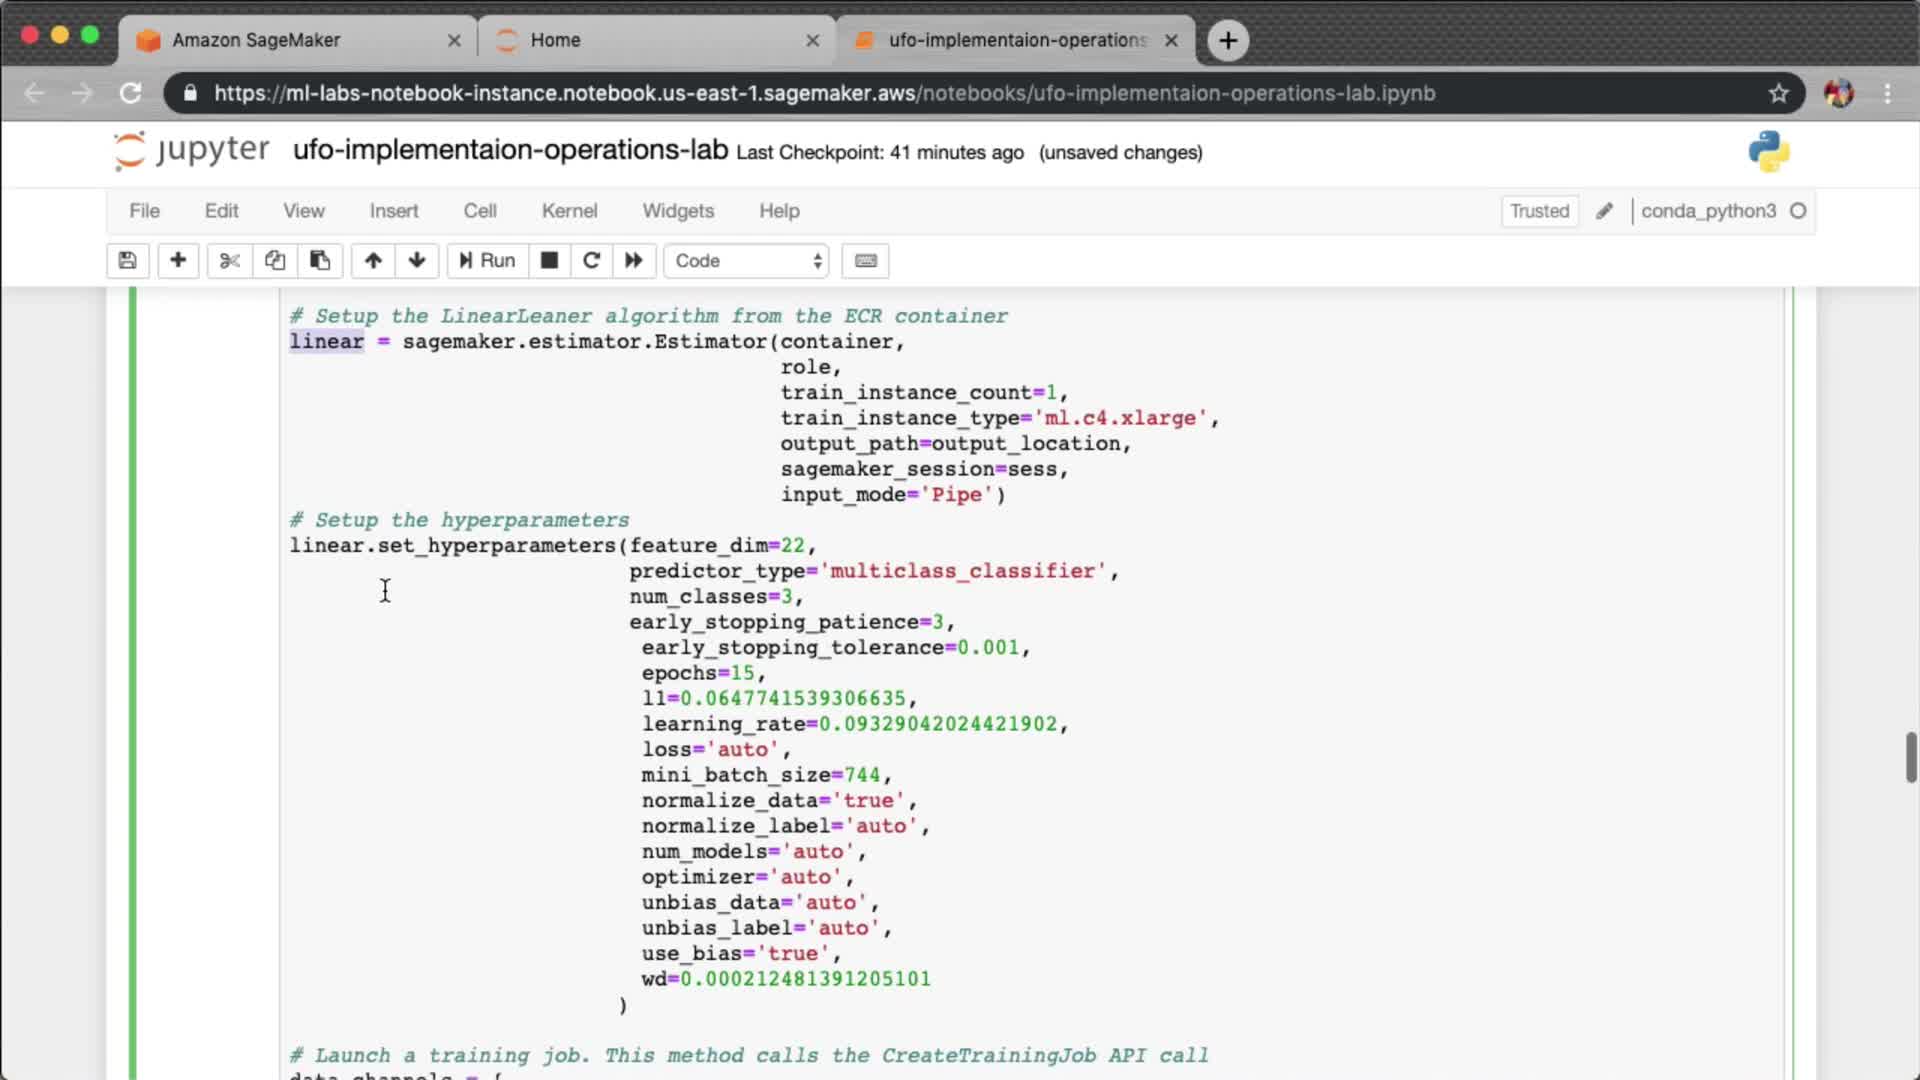 Amazon SageMaker
Home
ufo-implementaion-operations
https://ml-labs-notebook-instance.notebook.us-east-1.sagemaker.aws/notebooks/ufo-implementaion-operations-lab.ipynb
jupyter ufo-implementaion-operations-lab Last Checkpoint: 41 minutes ago (unsaved changes)
File Edit View Insert Cell Kernel Widgets Help Trusted conda_python3
Run Code
# Setup the LinearLeaner algorithm from the ECR container
linear = sagemaker.estimator.Estimator(container,
role,
train_instance_count=1,
train_instance_type='ml.c4.xlarge',
output_path=output_location,
sagemaker_session=sess,
input_mode='Pipe')
# Setup the hyperparameters
linear.set_hyperparameters(feature_dim=22,
predictor_type='multiclass_classifier',
num_classes=3,
early_stopping_patience=3,
early_stopping_tolerance=0.001,
epochs=15,
l1=0.0647741539306635,
learning_rate=0.09329042024421902,
loss='auto',
mini_batch_size=744,
normalize_data='true',
normalize_label='auto',
num_models='auto',
optimizer='auto',
unbias_data='auto',
unbias_label='auto',
use_bias='true',
wd=0.000212481391205101
)
# Launch a training job. This method calls the CreateTrainingJob API call
data_channels = {